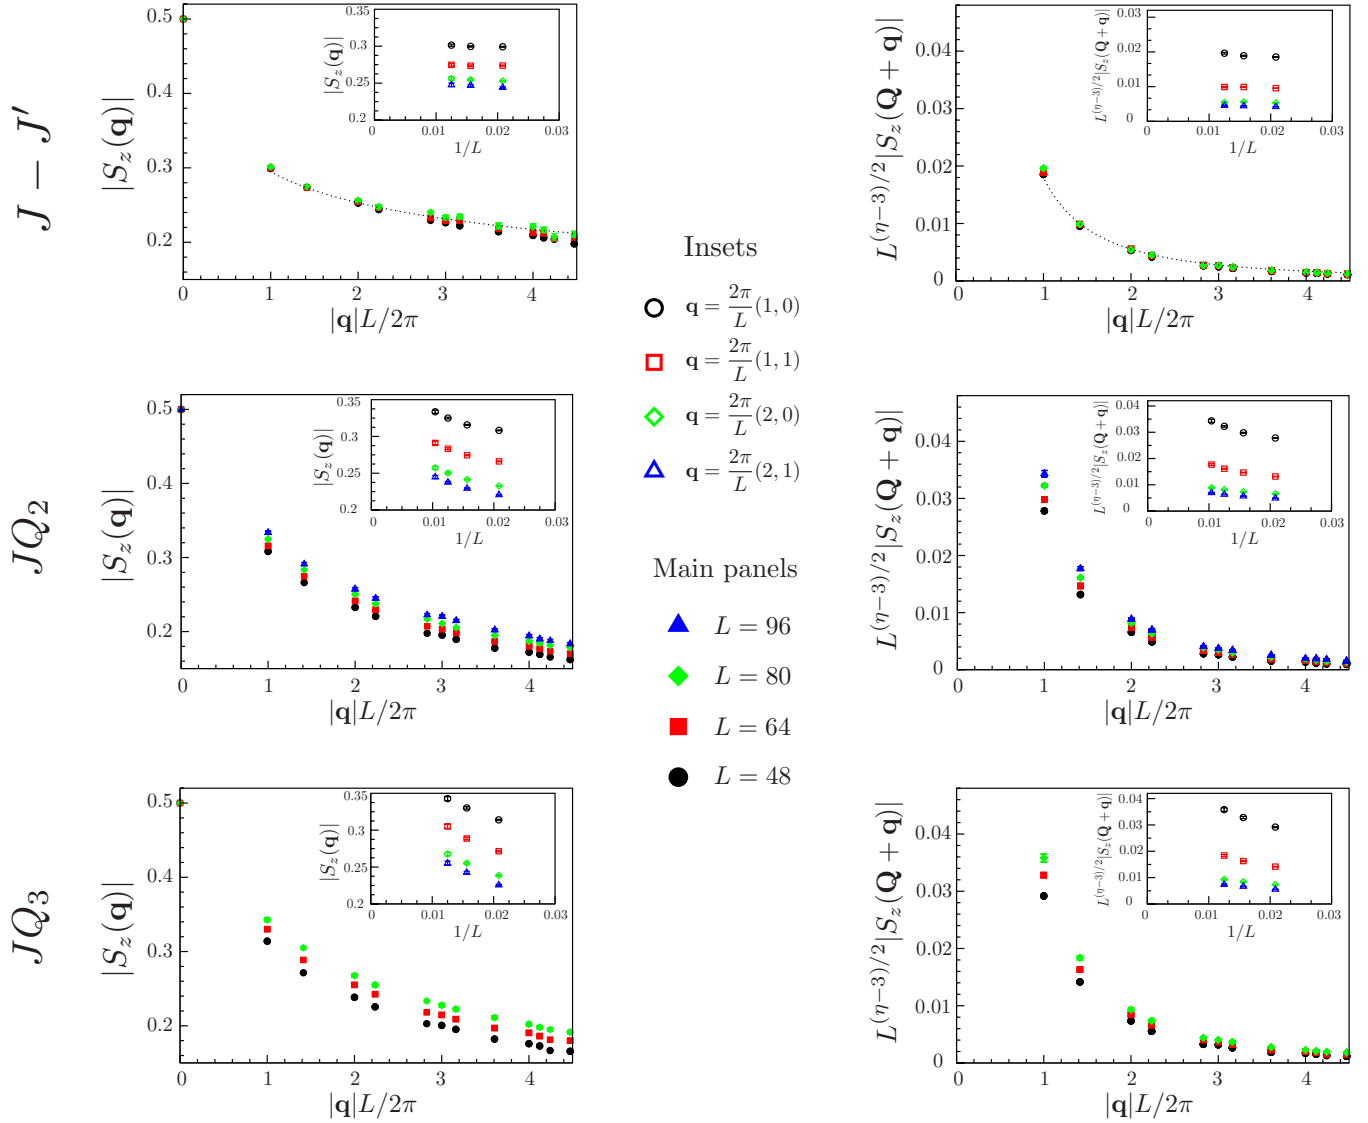 J − J′
|S_z(q)|
0.5
0.4
0.3
0.2
0 1 2 3 4
|q|L/2π
|S_z(q)|
0.35
0.3
0.25
0.2
0 0.01 0.02 0.03
1/L
L^{(η−3)/2}|S_z(Q + q)|
0.04
0.03
0.02
0.01
0
0 1 2 3 4
|q|L/2π
L^{(η−3)/2}|S_z(Q + q)|
0.03
0.02
0.01
0
0 0.01 0.02 0.03
1/L
Insets
q = 2π/L (1, 0)
q = 2π/L (1, 1)
q = 2π/L (2, 0)
q = 2π/L (2, 1)
Main panels
L = 96
L = 80
L = 64
L = 48
JQ_2
|S_z(q)|
0.5
0.4
0.3
0.2
0 1 2 3 4
|q|L/2π
|S_z(q)|
0.35
0.3
0.25
0.2
0 0.01 0.02 0.03
1/L
L^{(η−3)/2}|S_z(Q + q)|
0.04
0.03
0.02
0.01
0
0 1 2 3 4
|q|L/2π
L^{(η−3)/2}|S_z(Q + q)|
0.04
0.03
0.02
0.01
0
0 0.01 0.02 0.03
1/L
JQ_3
|S_z(q)|
0.5
0.4
0.3
0.2
0 1 2 3 4
|q|L/2π
|S_z(q)|
0.35
0.3
0.25
0.2
0 0.01 0.02 0.03
1/L
L^{(η−3)/2}|S_z(Q + q)|
0.04
0.03
0.02
0.01
0
0 1 2 3 4
|q|L/2π
L^{(η−3)/2}|S_z(Q + q)|
0.04
0.03
0.02
0.01
0
0 0.01 0.02 0.03
1/L